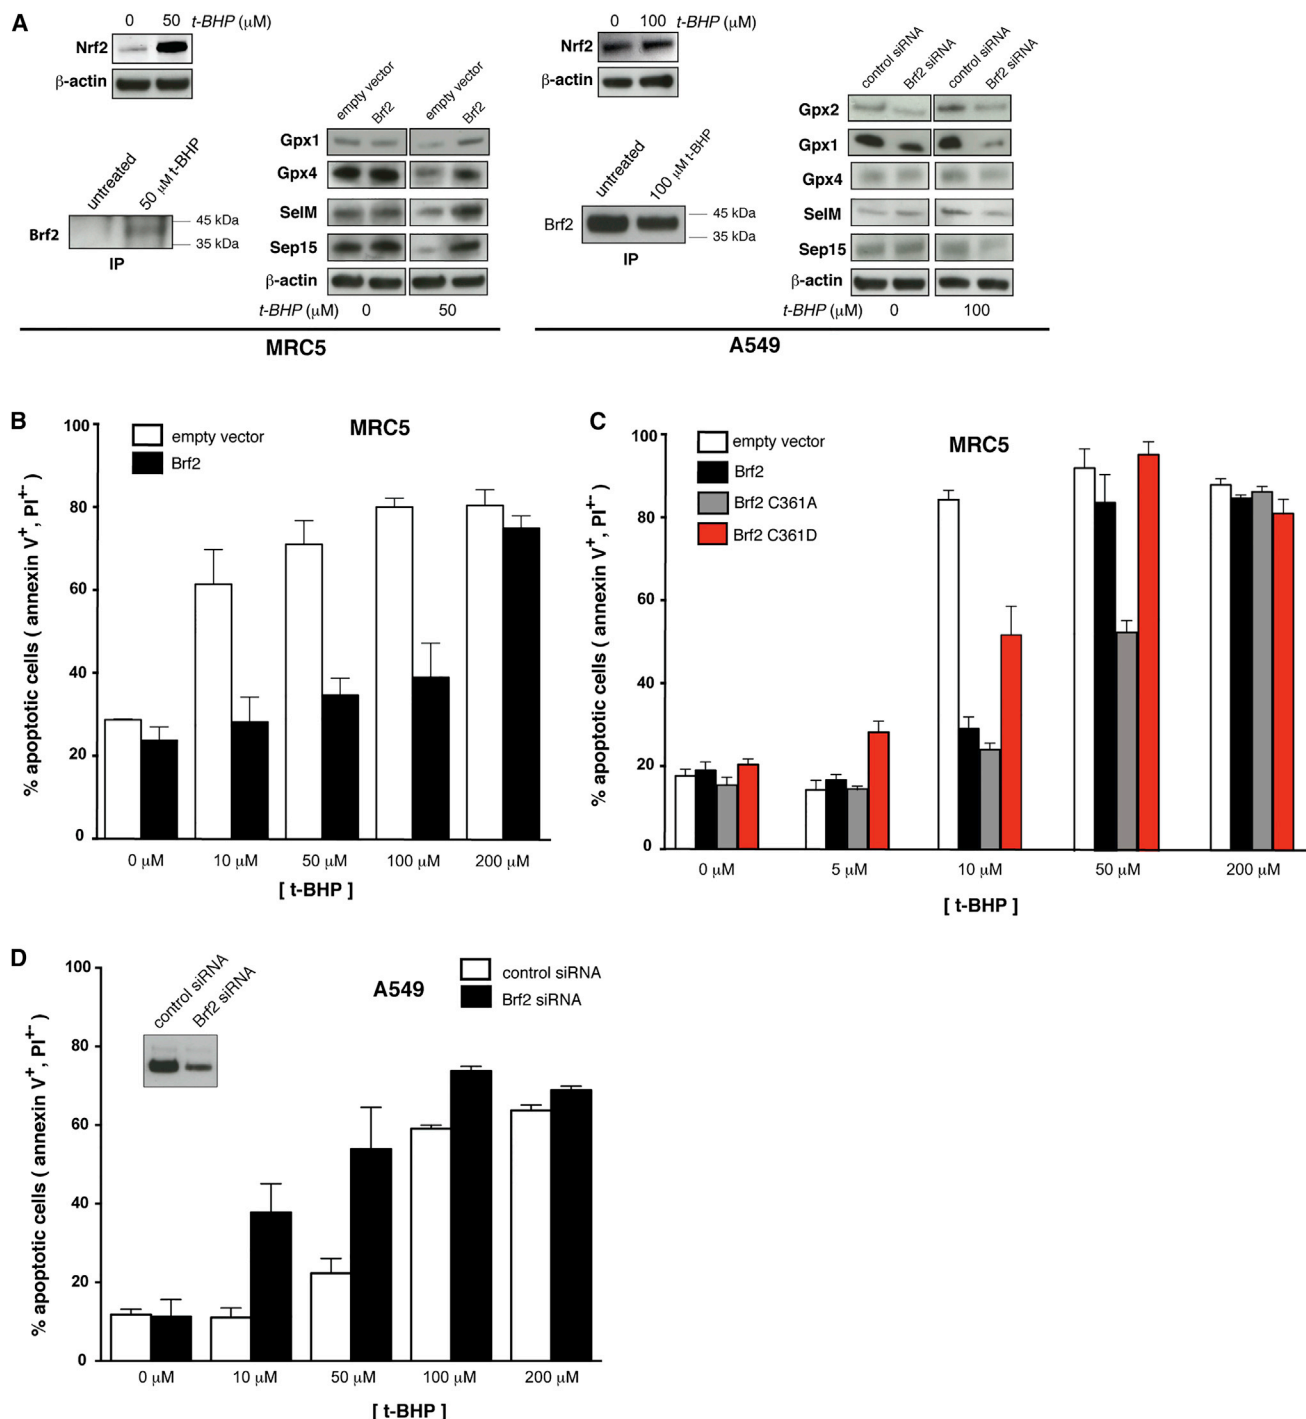 A
0 50 t-BHP (µM)
Nrf2
β-actin
untreated
50 µM t-BHP
Brf2
45 kDa
35 kDa
IP
empty vector
Brf2
empty vector
Brf2
Gpx1
Gpx4
SelM
Sep15
β-actin
t-BHP (µM) 0 50
MRC5
0 100 t-BHP (µM)
Nrf2
β-actin
untreated
100 µM t-BHP
Brf2
45 kDa
35 kDa
IP
control siRNA
Brf2 siRNA
control siRNA
Brf2 siRNA
Gpx2
Gpx1
Gpx4
SelM
Sep15
β-actin
t-BHP (µM) 0 100
A549
B
MRC5
empty vector
Brf2
% apoptotic cells ( annexin V+, PI+- )
100
80
60
40
20
0
0 µM 10 µM 50 µM 100 µM 200 µM
[ t-BHP ]
C
MRC5
empty vector
Brf2
Brf2 C361A
Brf2 C361D
% apoptotic cells ( annexin V+, PI+- )
100
80
60
40
20
0
0 µM 5 µM 10 µM 50 µM 200 µM
[ t-BHP ]
D
A549
control siRNA
Brf2 siRNA
control siRNA
Brf2 siRNA
% apoptotic cells ( annexin V+, PI+- )
100
80
60
40
20
0
0 µM 10 µM 50 µM 100 µM 200 µM
[ t-BHP ]